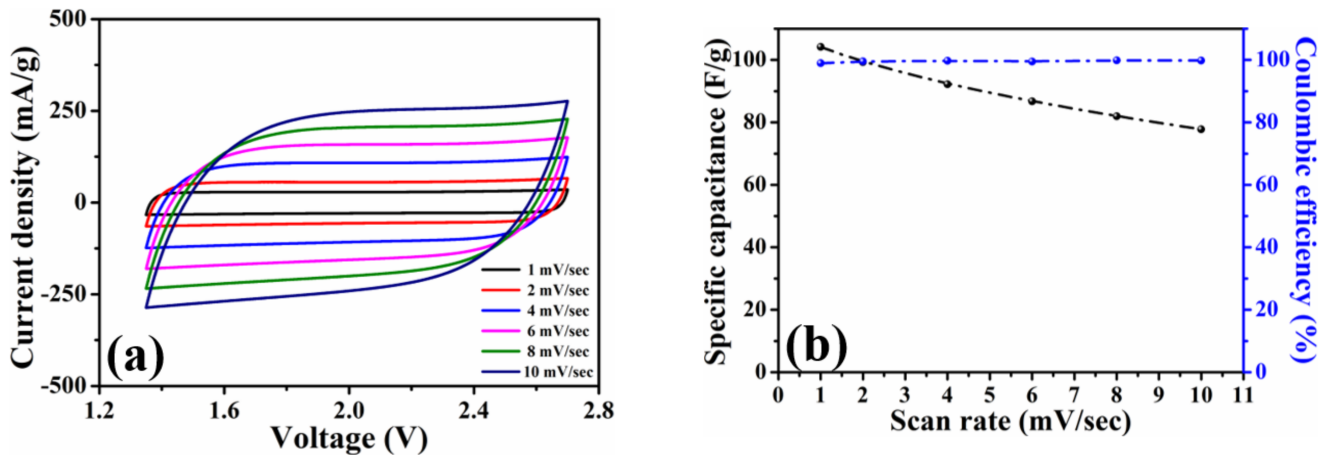 500
250
0
-250
-500
1.2
1.6
2.0
2.4
2.8
Current density (mA/g)
Voltage (V)
(a)
1 mV/sec
2 mV/sec
4 mV/sec
6 mV/sec
8 mV/sec
10 mV/sec
100
80
60
40
20
0
0 1 2 3 4 5 6 7 8 9 10 11
Specific capacitance (F/g)
Scan rate (mV/sec)
(b)
100
80
60
40
20
0
Coulombic efficiency (%)